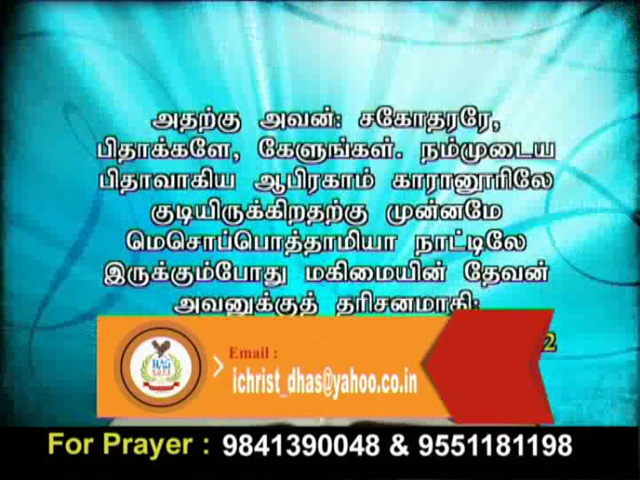 அதற்கு அவன்: சகோதரரே,
பிதாக்களே, கேளுங்கள். நம்முடைய
பிதாவாகிய ஆபிரகாம் காரானூரிலே
குடியிருக்கிறதற்கு முன்னமே
மெசொப்பொத்தாமியா நாட்டிலே
இருக்கும்போது மகிமையின் தேவன்
அவனுக்குத் தரிசனமாகி:
2
Email :
ichrist_dhas@yahoo.co.in
For Prayer : 9841390048 & 9551181198